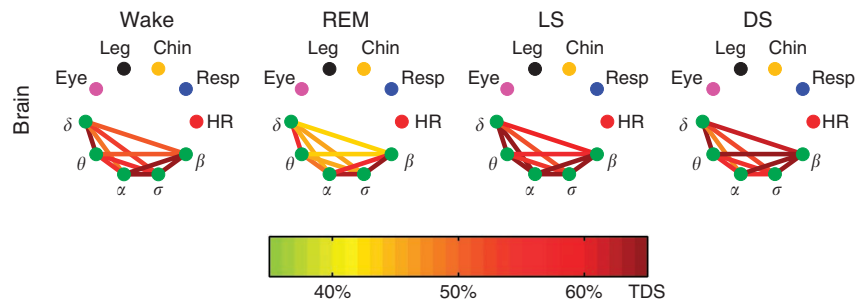 Wake REM LS DS
Leg Chin Leg Chin Leg Chin Leg Chin
Eye Resp Eye Resp Eye Resp Eye Resp
Brain
δ HR δ HR δ HR δ HR
θ β θ β θ β θ β
α σ α σ α σ α σ
40% 50% 60% TDS